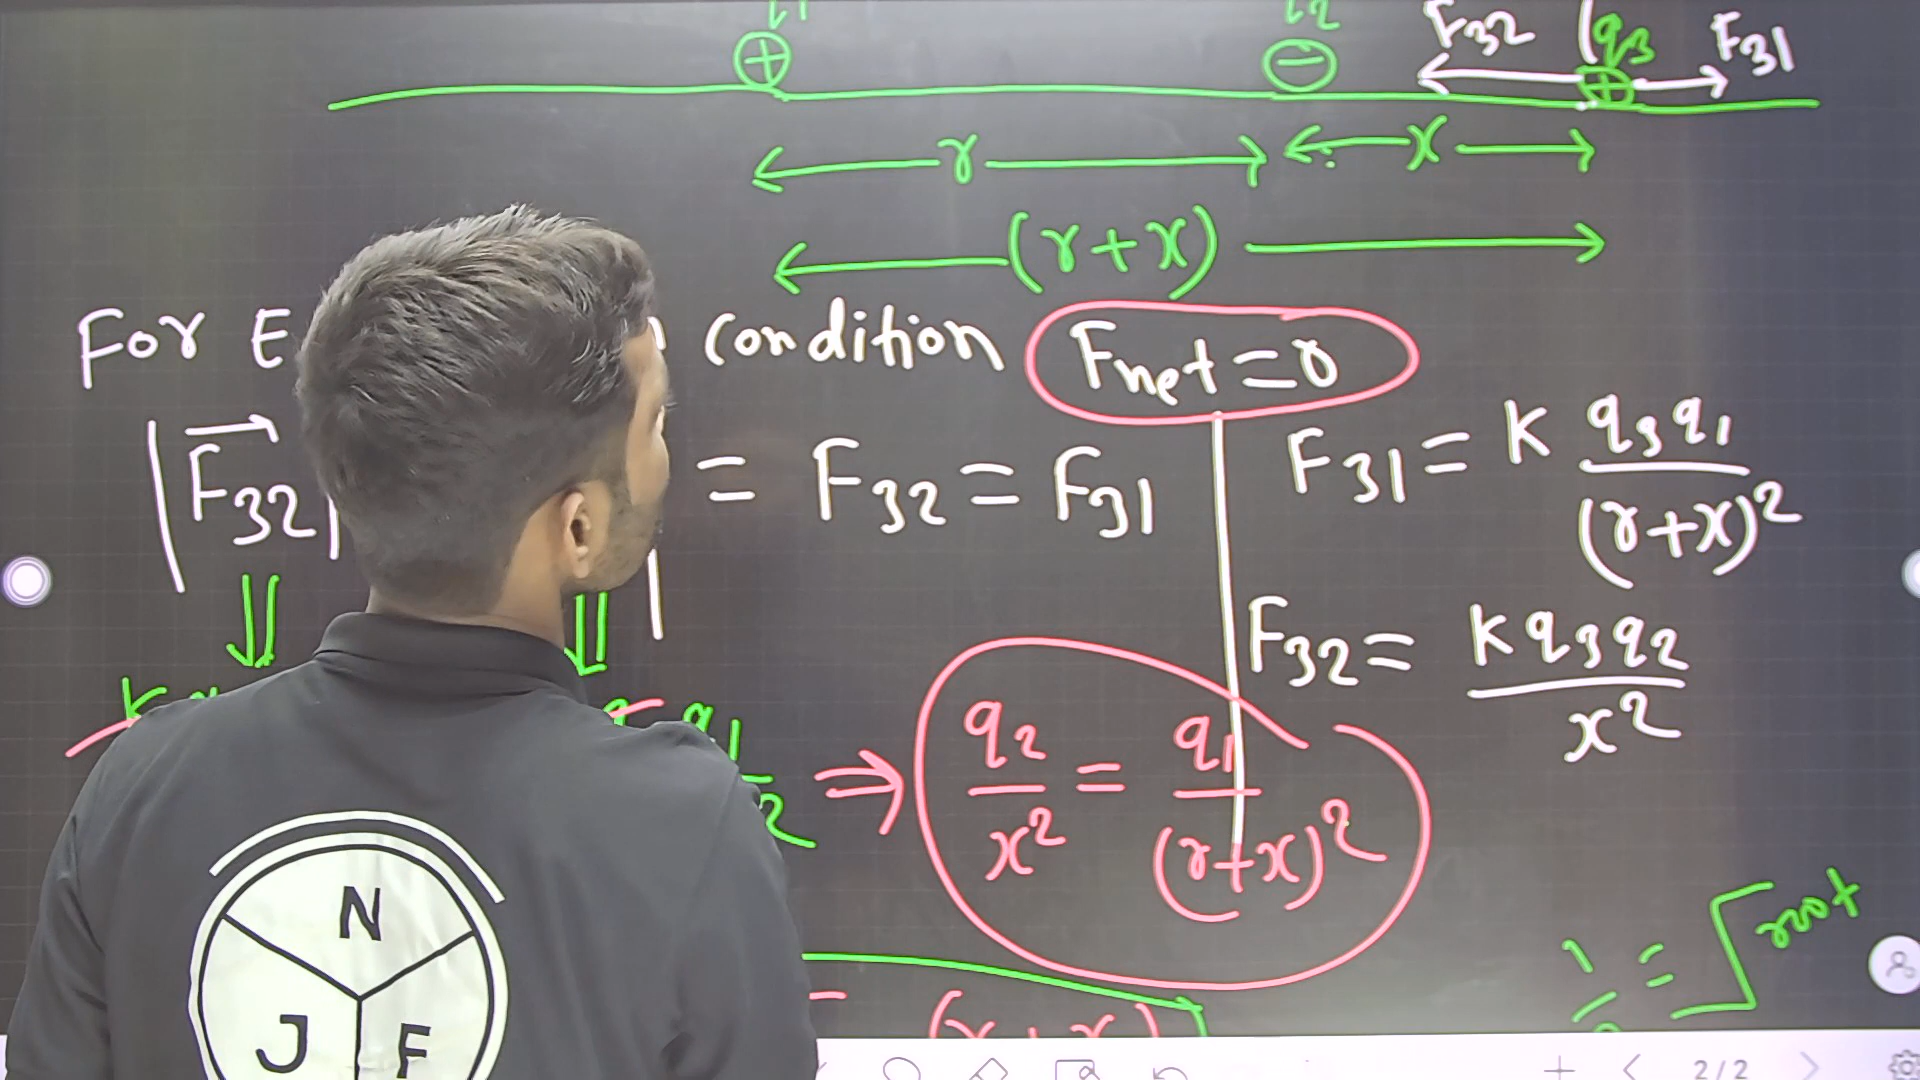 F32 q3 F31
r x
(r+x)
For E condition Fnet=0
|F32| = F32 = F31
F31 = K q3q1/(r+x)²
F32 = Kq3q2/x²
⇒ q2/x² = q1/(r+x)²
= root
N
J F
2/2